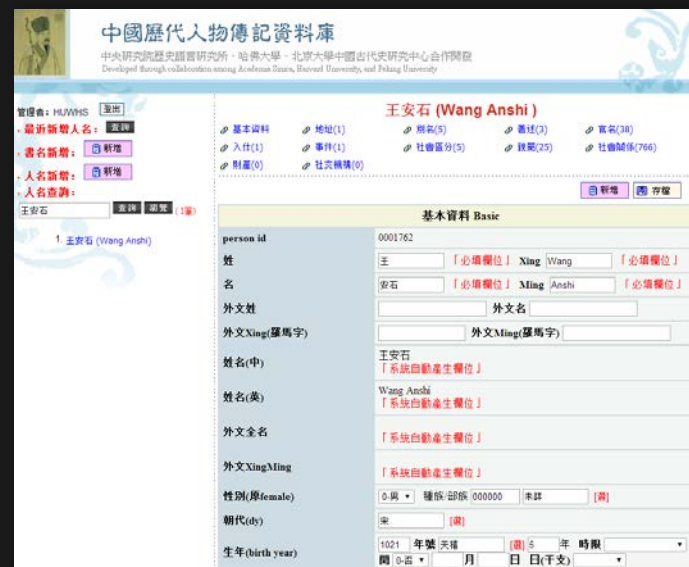 中國歷代人物傳記資料庫
中央研究院歷史語言研究所、哈佛大學、北京大學中國古代史研究中心合作開發
Developed through collaboration among Academia Sinica, Harvard University, and Peking University
管理者：HUWHS 登出
最近新增人名： 查詢
書名新增： 新增
人名新增： 新增
人名查詢：
王安石 查詢 瀏覽 (1筆)
1. 王安石 (Wang Anshi)
王安石 (Wang Anshi )
基本資料 地址(1) 別名(5) 著述(3) 官名(38)
入仕(1) 事件(1) 社會區分(5) 親屬(25) 社會關係(766)
財產(0) 社交機構(0)
新增 存檔
基本資料 Basic
person id 0001762
姓 王 「必填欄位」 Xing Wang 「必填欄位」
名 安石 「必填欄位」 Ming Anshi 「必填欄位」
外文姓 外文名
外文Xing(羅馬字) 外文Ming(羅馬字)
姓名(中) 王安石
「系統自動產生欄位」
姓名(英) Wang Anshi
「系統自動產生欄位」
外文全名 「系統自動產生欄位」
外文XingMing 「系統自動產生欄位」
性別(原female) 0-男 種族/部族 000000 未詳 [選]
朝代(dy) 宋 [選]
生年(birth year) 1021 年號 天禧 [選] 5 年 時限
閏 0-否 月 日 日(干支)